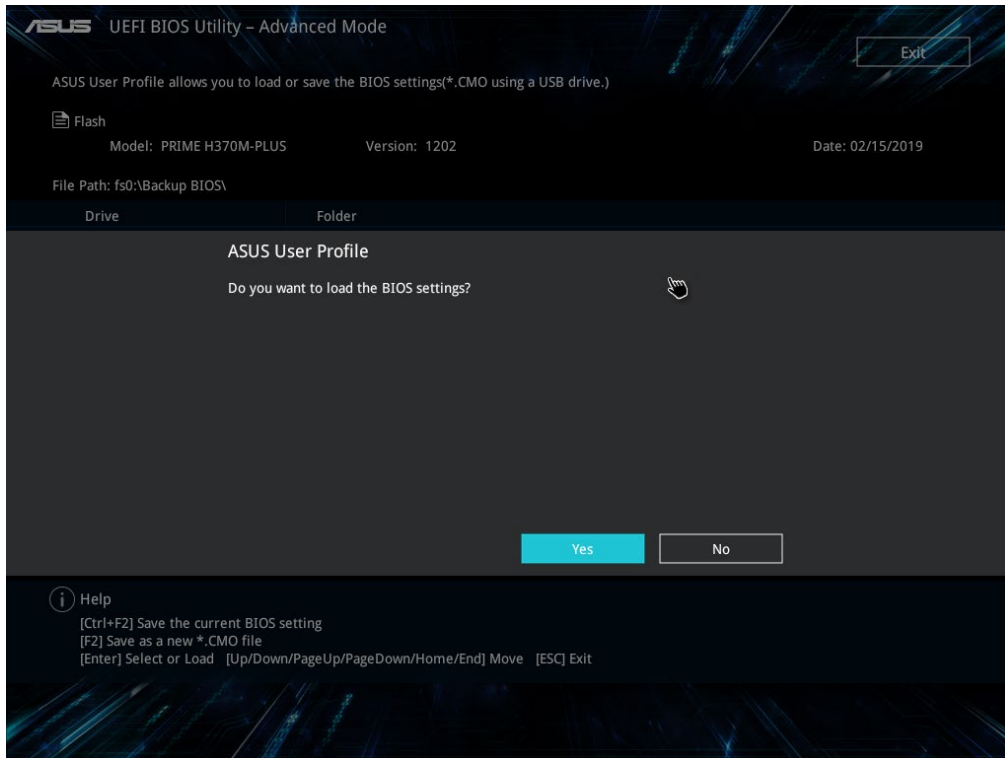 ASUS UEFI BIOS Utility – Advanced Mode
Exit
ASUS User Profile allows you to load or save the BIOS settings(*.CMO using a USB drive.)
Flash
Model: PRIME H370M-PLUS Version: 1202 Date: 02/15/2019
File Path: fs0:\Backup BIOS\
Drive Folder
ASUS User Profile
Do you want to load the BIOS settings?
Yes No
i Help
[Ctrl+F2] Save the current BIOS setting
[F2] Save as a new *.CMO file
[Enter] Select or Load [Up/Down/PageUp/PageDown/Home/End] Move [ESC] Exit